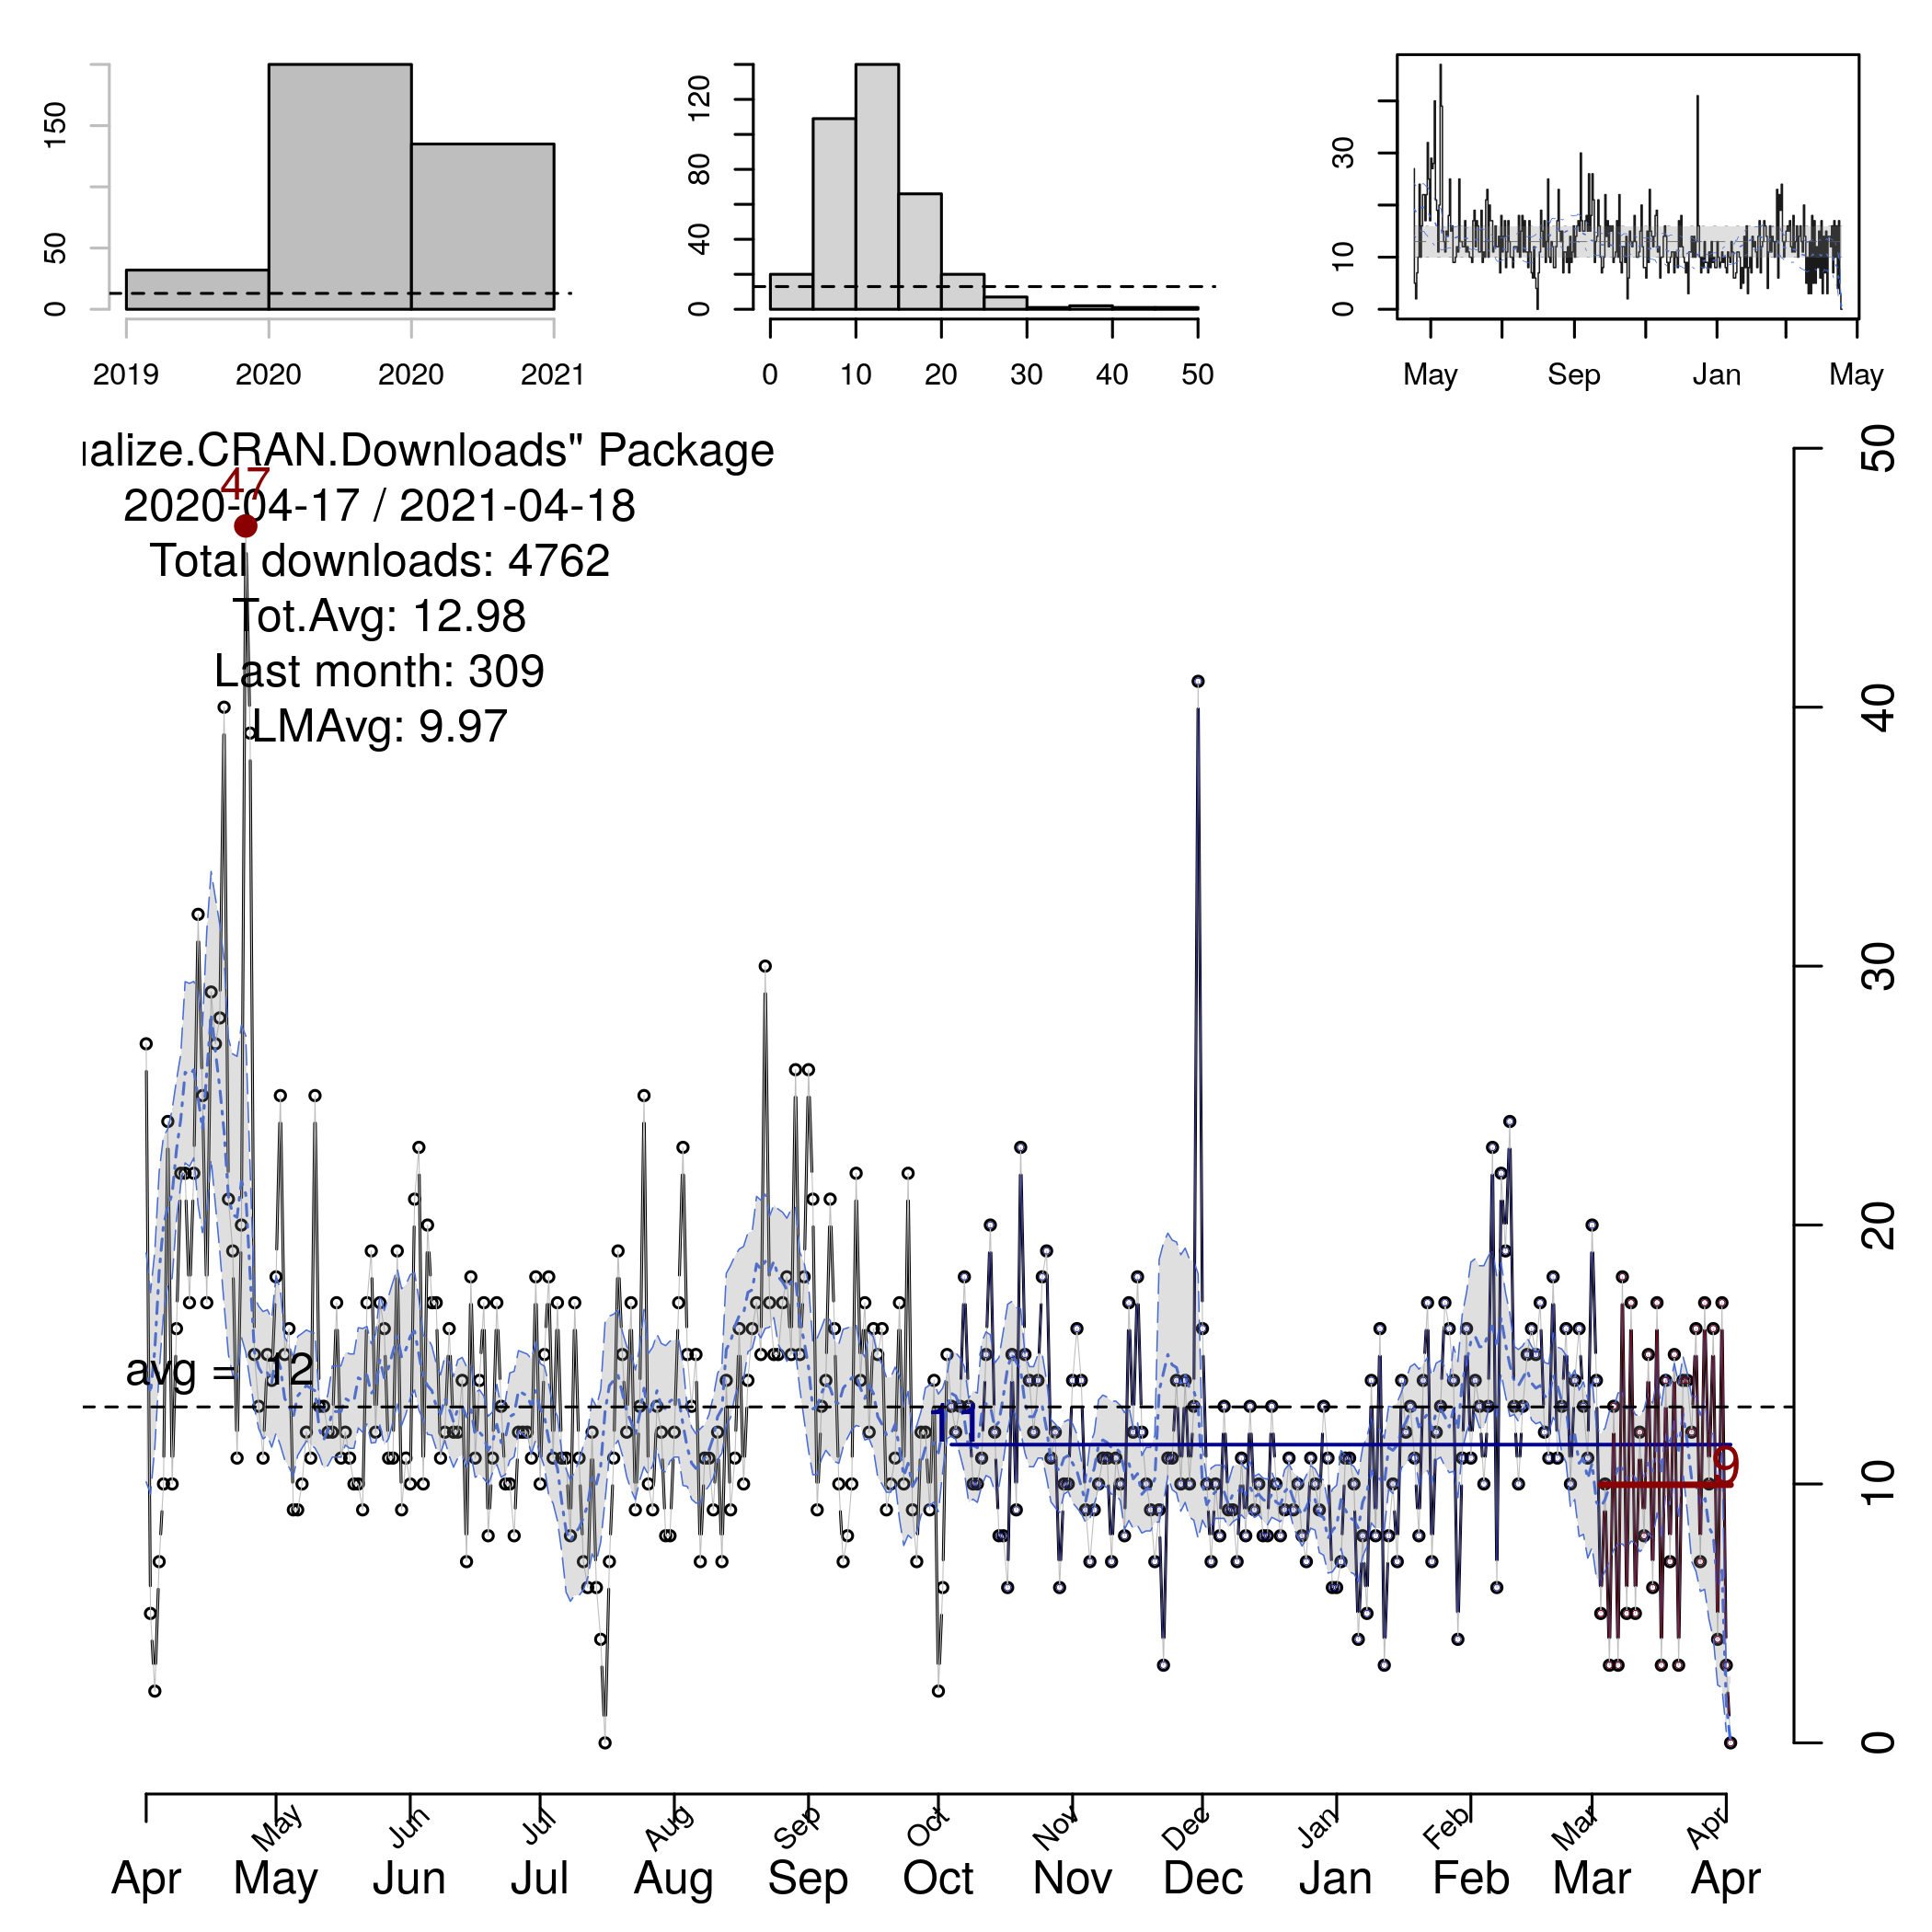 0 50 150
2019 2020 2020 2021
0 40 80 120
0 10 20 30 40 50
0 10 30
May Sep Jan May
alize.CRAN.Downloads" Package
47
2020-04-17 / 2021-04-18
Total downloads: 4762
Tot.Avg: 12.98
Last month: 309
LMAvg: 9.97
avg = 12
11
9
0 10 20 30 40 50
May Jun Jul Aug Sep Oct Nov Dec Jan Feb Mar Apr
Apr May Jun Jul Aug Sep Oct Nov Dec Jan Feb Mar Apr